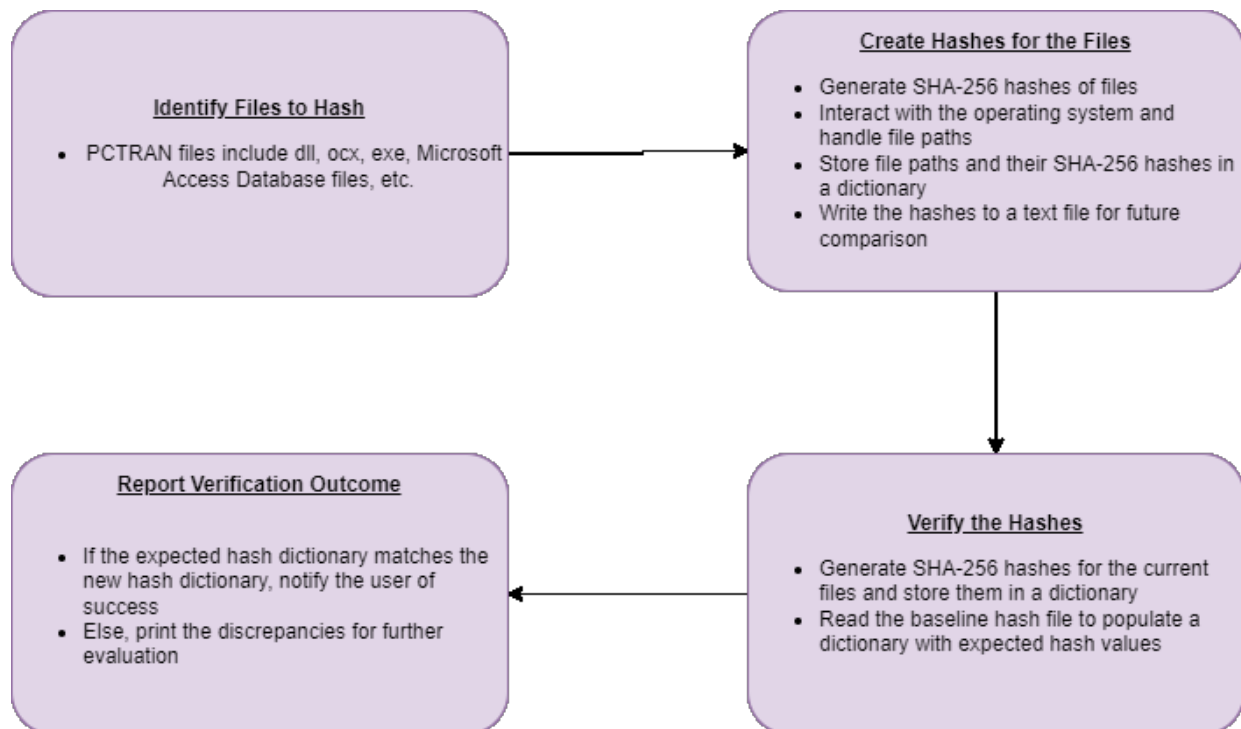 Identify Files to Hash
• PCTRAN files include dll, ocx, exe, Microsoft
Access Database files, etc.
Create Hashes for the Files
• Generate SHA-256 hashes of files
• Interact with the operating system and
handle file paths
• Store file paths and their SHA-256 hashes in
a dictionary
• Write the hashes to a text file for future
comparison
Verify the Hashes
• Generate SHA-256 hashes for the current
files and store them in a dictionary
• Read the baseline hash file to populate a
dictionary with expected hash values
Report Verification Outcome
• If the expected hash dictionary matches the
new hash dictionary, notify the user of
success
• Else, print the discrepancies for further
evaluation